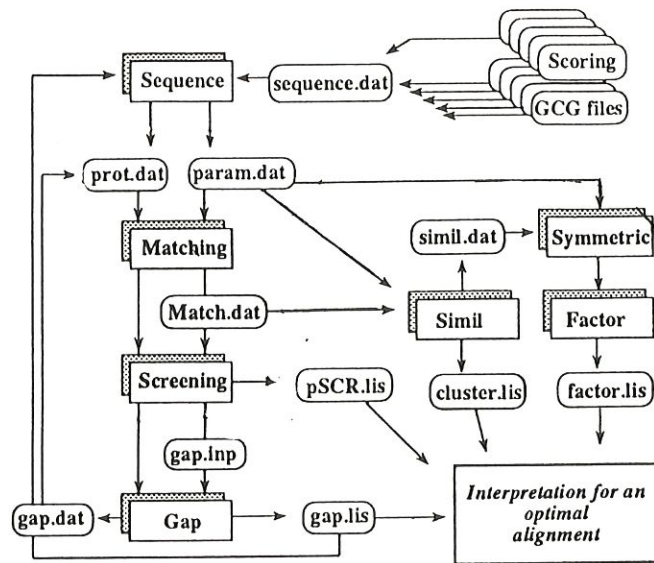 Scoring
Sequence
sequence.dat
GCG files
prot.dat
param.dat
Matching
simil.dat
Symmetric
Match.dat
Simil
Factor
Screening
pSCR.lis
cluster.lis
factor.lis
gap.inp
Interpretation for an
optimal
alignment
gap.dat
Gap
gap.lis